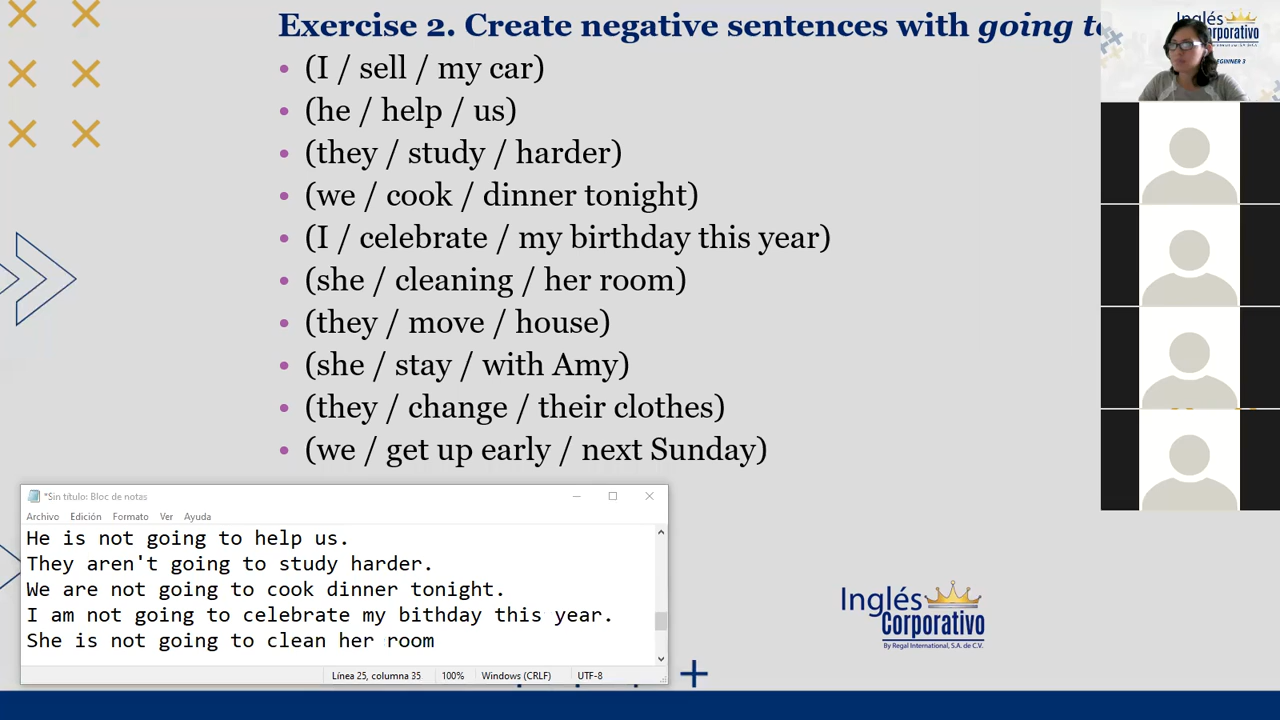 Exercise 2. Create negative sentences with going to
Inglés
Corporativo
BEGINNER 3
• (I / sell / my car)
• (he / help / us)
• (they / study / harder)
• (we / cook / dinner tonight)
• (I / celebrate / my birthday this year)
• (she / cleaning / her room)
• (they / move / house)
• (she / stay / with Amy)
• (they / change / their clothes)
• (we / get up early / next Sunday)
*Sin título: Bloc de notas
Archivo Edición Formato Ver Ayuda
He is not going to help us.
They aren't going to study harder.
We are not going to cook dinner tonight.
I am not going to celebrate my bithday this year.
She is not going to clean her room
Línea 25, columna 35 100% Windows (CRLF) UTF-8
Inglés
Corporativo
By Regal International, S.A. de C.V.